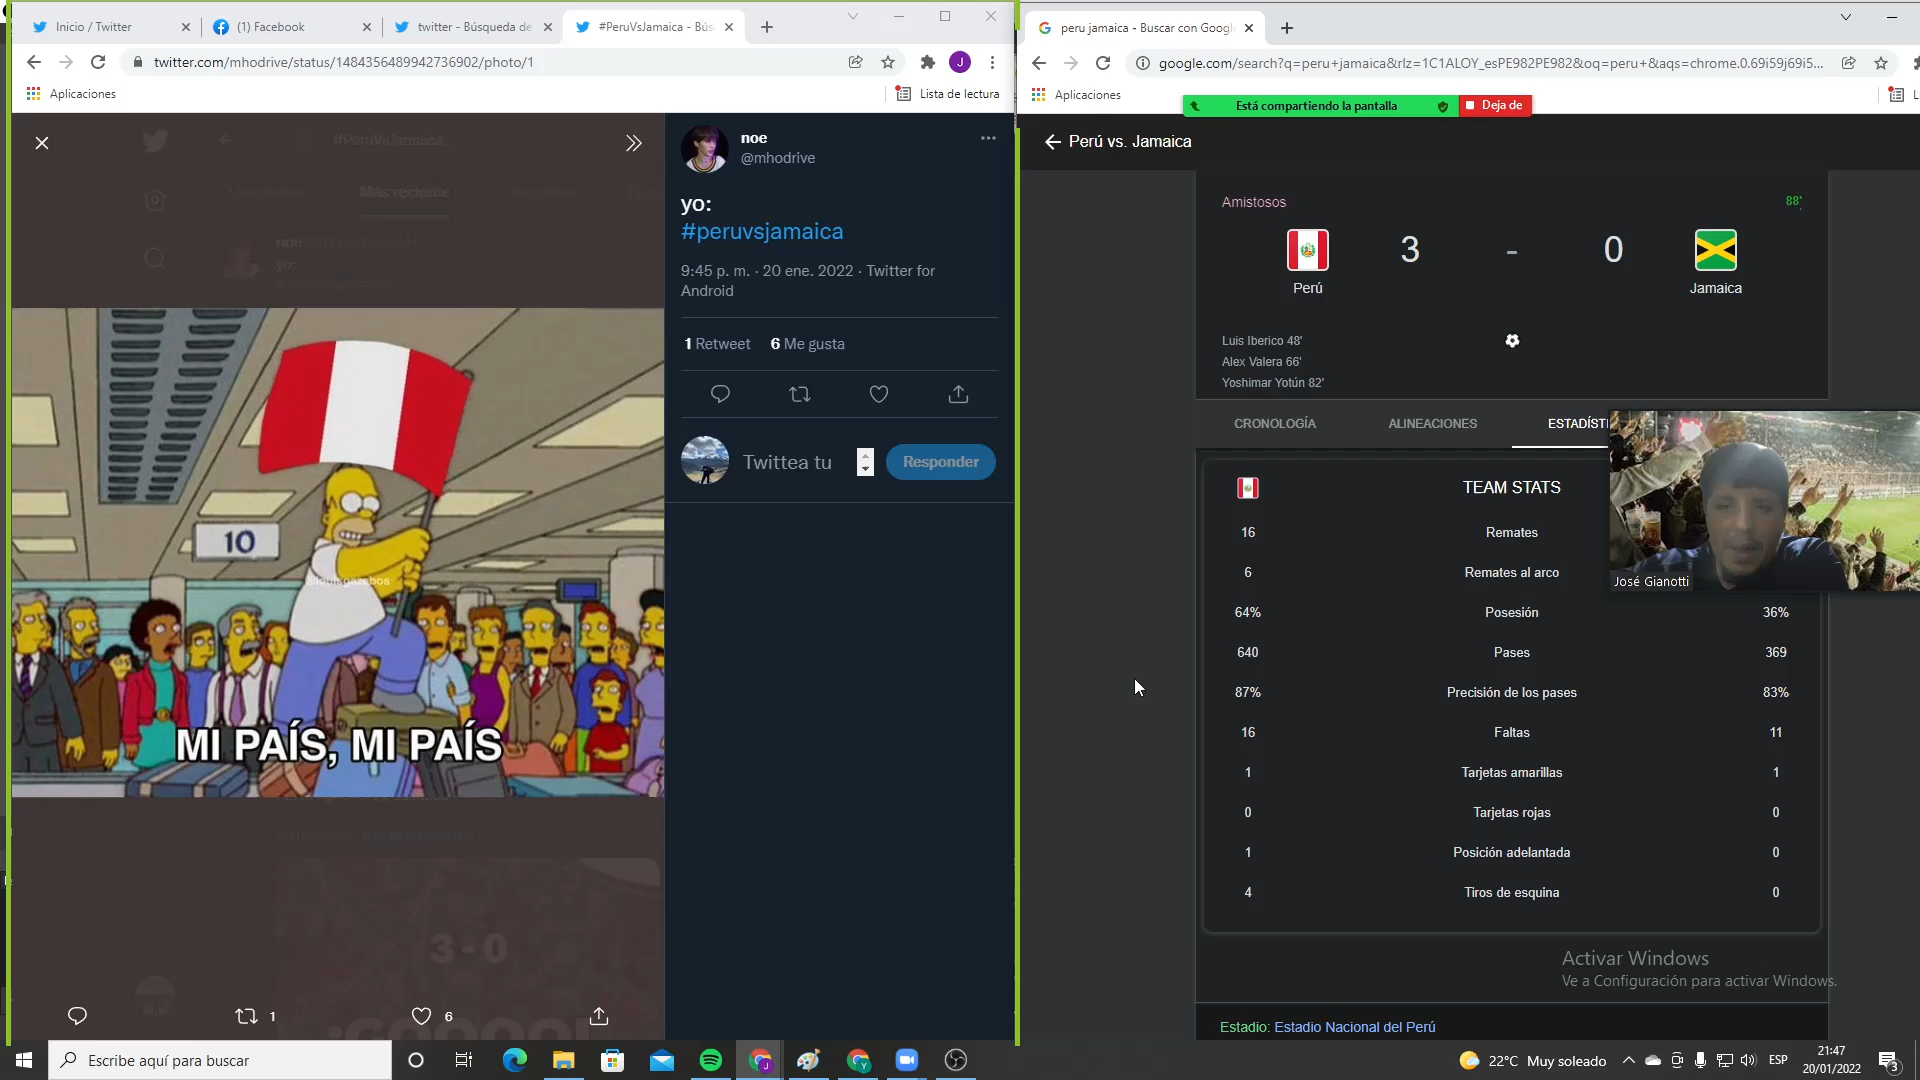 Inicio / Twitter
(1) Facebook
twitter - Búsqueda de
#PeruVsJamaica - Bús
twitter.com/mhodrive/status/1484356489942736902/photo/1
J
Aplicaciones
Lista de lectura
#PeruVsJamaica
Más reciente
noe
@mhodrive
yo:
#peruvsjamaica
9:45 p. m. · 20 ene. 2022 · Twitter for
Android
1 Retweet 6 Me gusta
Twittea tu
Responder
10
MI PAÍS, MI PAÍS
3 - 0
1
6
peru jamaica - Buscar con Googl
google.com/search?q=peru+jamaica&rlz=1C1ALOY_esPE982PE982&oq=peru+&aqs=chrome.0.69i59j69i5...
Aplicaciones
Está compartiendo la pantalla
Deja de
Perú vs. Jamaica
Amistosos
88'
3 - 0
Perú
Jamaica
Luis Iberico 48'
Alex Valera 66'
Yoshimar Yotún 82'
CRONOLOGÍA ALINEACIONES ESTADÍST
TEAM STATS
16 Remates
6 Remates al arco
José Gianotti
64% Posesión 36%
640 Pases 369
87% Precisión de los pases 83%
16 Faltas 11
1 Tarjetas amarillas 1
0 Tarjetas rojas 0
1 Posición adelantada 0
4 Tiros de esquina 0
Activar Windows
Ve a Configuración para activar Windows.
Estadio: Estadio Nacional del Perú
Escribe aquí para buscar
22°C Muy soleado
ESP
21:47
20/01/2022
3